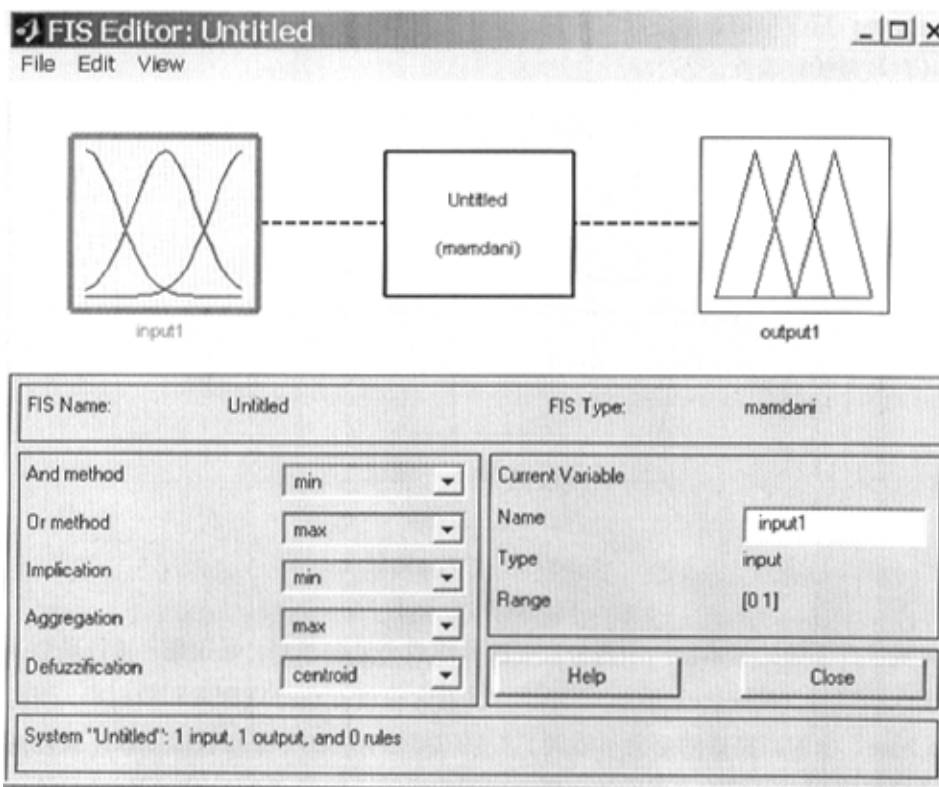 FIS Editor: Untitled
File Edit View
Untitled
(mamdani)
input1
output1
FIS Name: Untitled FIS Type: mamdani
And method min
Or method max
Implication min
Aggregation max
Defuzzification centroid
Current Variable
Name input1
Type input
Range [0 1]
Help Close
System "Untitled": 1 input, 1 output, and 0 rules